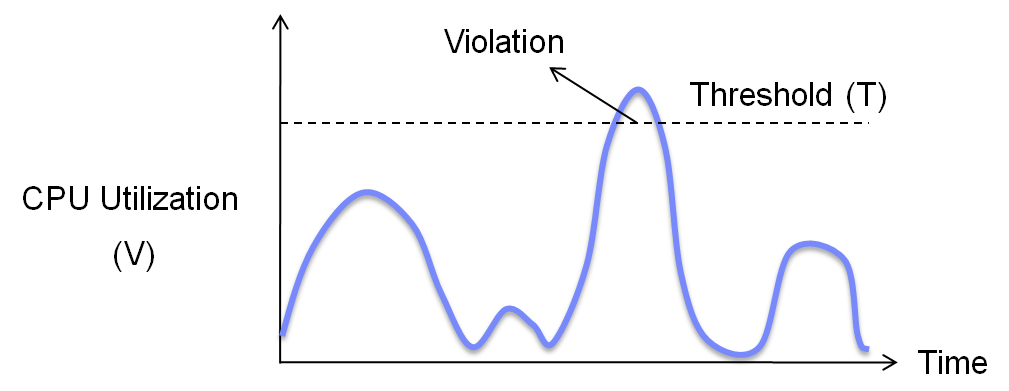 Violation
Threshold (T)
CPU Utilization
(V)
Time